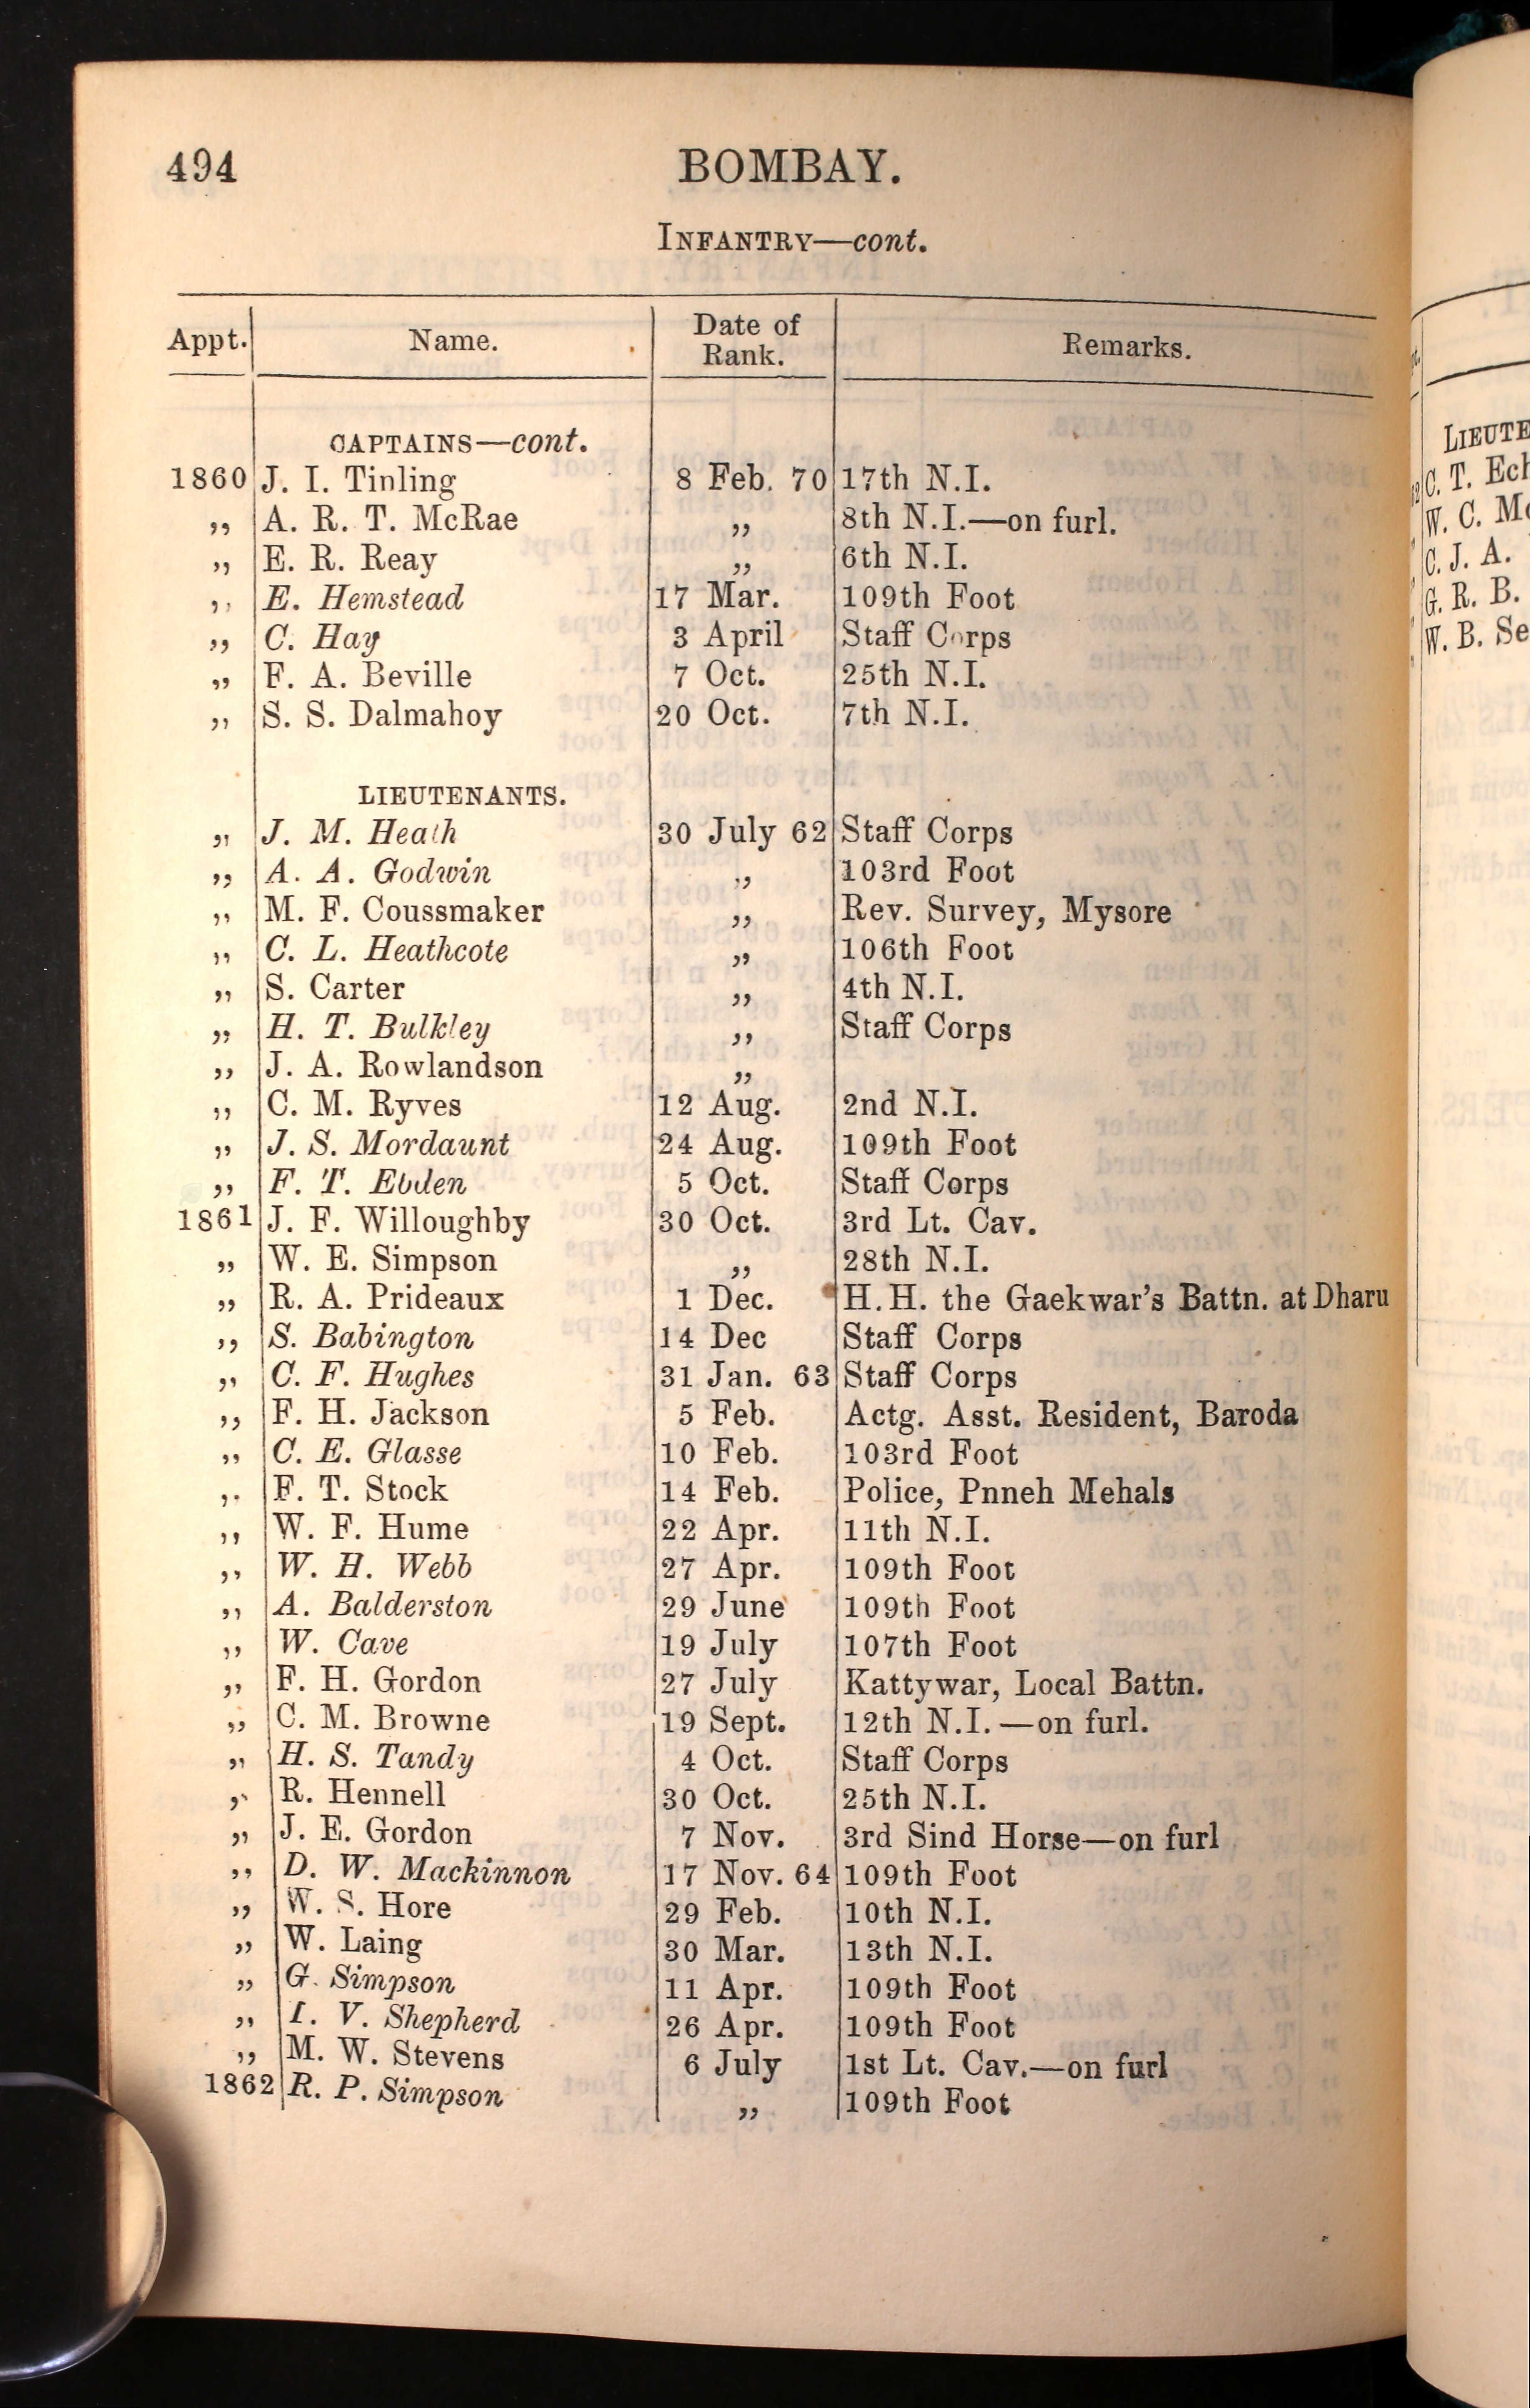 494 BOMBAY.
INFANTRY—cont.
Appt. Name. Date of Rank. Remarks.
CAPTAINS—cont.
1860 J. I. Tinling 8 Feb. 70 17th N.I.
,, A. R. T. McRae ,, 8th N.I.—on furl.
,, E. R. Reay ,, 6th N.I.
,, E. Hemstead 17 Mar. 109th Foot
,, C. Hay 3 April Staff Corps
,, F. A. Beville 7 Oct. 25th N.I.
,, S. S. Dalmahoy 20 Oct. 7th N.I.
LIEUTENANTS.
,, J. M. Heath 30 July 62 Staff Corps
,, A. A. Godwin ,, 103rd Foot
,, M. F. Coussmaker ,, Rev. Survey, Mysore
,, C. L. Heathcote ,, 106th Foot
,, S. Carter ,, 4th N.I.
,, H. T. Bulkley ,, Staff Corps
,, J. A. Rowlandson ,,
,, C. M. Ryves 12 Aug. 2nd N.I.
,, J. S. Mordaunt 24 Aug. 109th Foot
,, F. T. Ebden 5 Oct. Staff Corps
1861 J. F. Willoughby 30 Oct. 3rd Lt. Cav.
,, W. E. Simpson ,, 28th N.I.
,, R. A. Prideaux 1 Dec. H.H. the Gaekwar's Battn. at Dharu
,, S. Babington 14 Dec Staff Corps
,, C. F. Hughes 31 Jan. 63 Staff Corps
,, F. H. Jackson 5 Feb. Actg. Asst. Resident, Baroda
,, C. E. Glasse 10 Feb. 103rd Foot
,, F. T. Stock 14 Feb. Police, Pnneh Mehals
,, W. F. Hume 22 Apr. 11th N.I.
,, W. H. Webb 27 Apr. 109th Foot
,, A. Balderston 29 June 109th Foot
,, W. Cave 19 July 107th Foot
,, F. H. Gordon 27 July Kattywar, Local Battn.
,, C. M. Browne 19 Sept. 12th N.I.—on furl.
,, H. S. Tandy 4 Oct. Staff Corps
,, R. Hennell 30 Oct. 25th N.I.
,, J. E. Gordon 7 Nov. 3rd Sind Horse—on furl
,, D. W. Mackinnon 17 Nov. 64 109th Foot
,, W. S. Hore 29 Feb. 10th N.I.
,, W. Laing 30 Mar. 13th N.I.
,, G. Simpson 11 Apr. 109th Foot
,, I. V. Shepherd 26 Apr. 109th Foot
,, M. W. Stevens 6 July 1st Lt. Cav.—on furl
1862 R. P. Simpson ,, 109th Foot
LIEUTE
C. T. Ech
W. C. Mc
C. J. A.
G. R. B.
W. B. Se